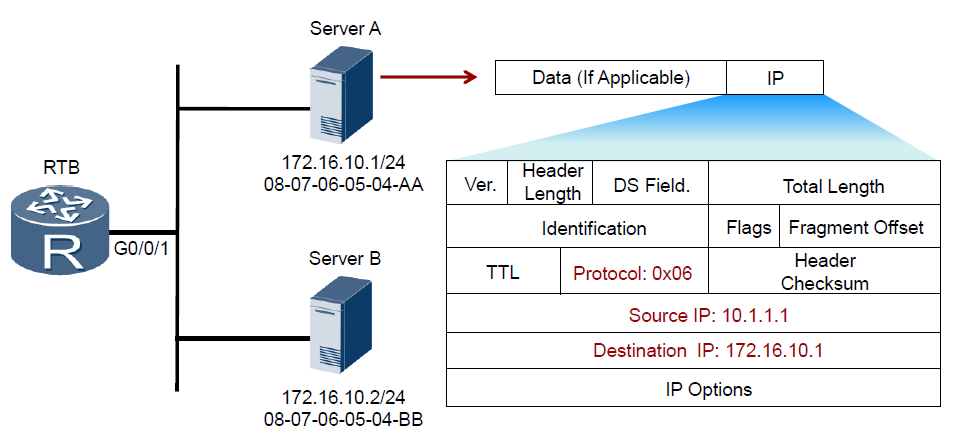 Server A
Data (If Applicable)
IP
172.16.10.1/24
08-07-06-05-04-AA
RTB
R
G0/0/1
Server B
172.16.10.2/24
08-07-06-05-04-BB
Ver.
Header
Length
DS Field.
Total Length
Identification
Flags
Fragment Offset
TTL
Protocol: 0x06
Header
Checksum
Source IP: 10.1.1.1
Destination IP: 172.16.10.1
IP Options